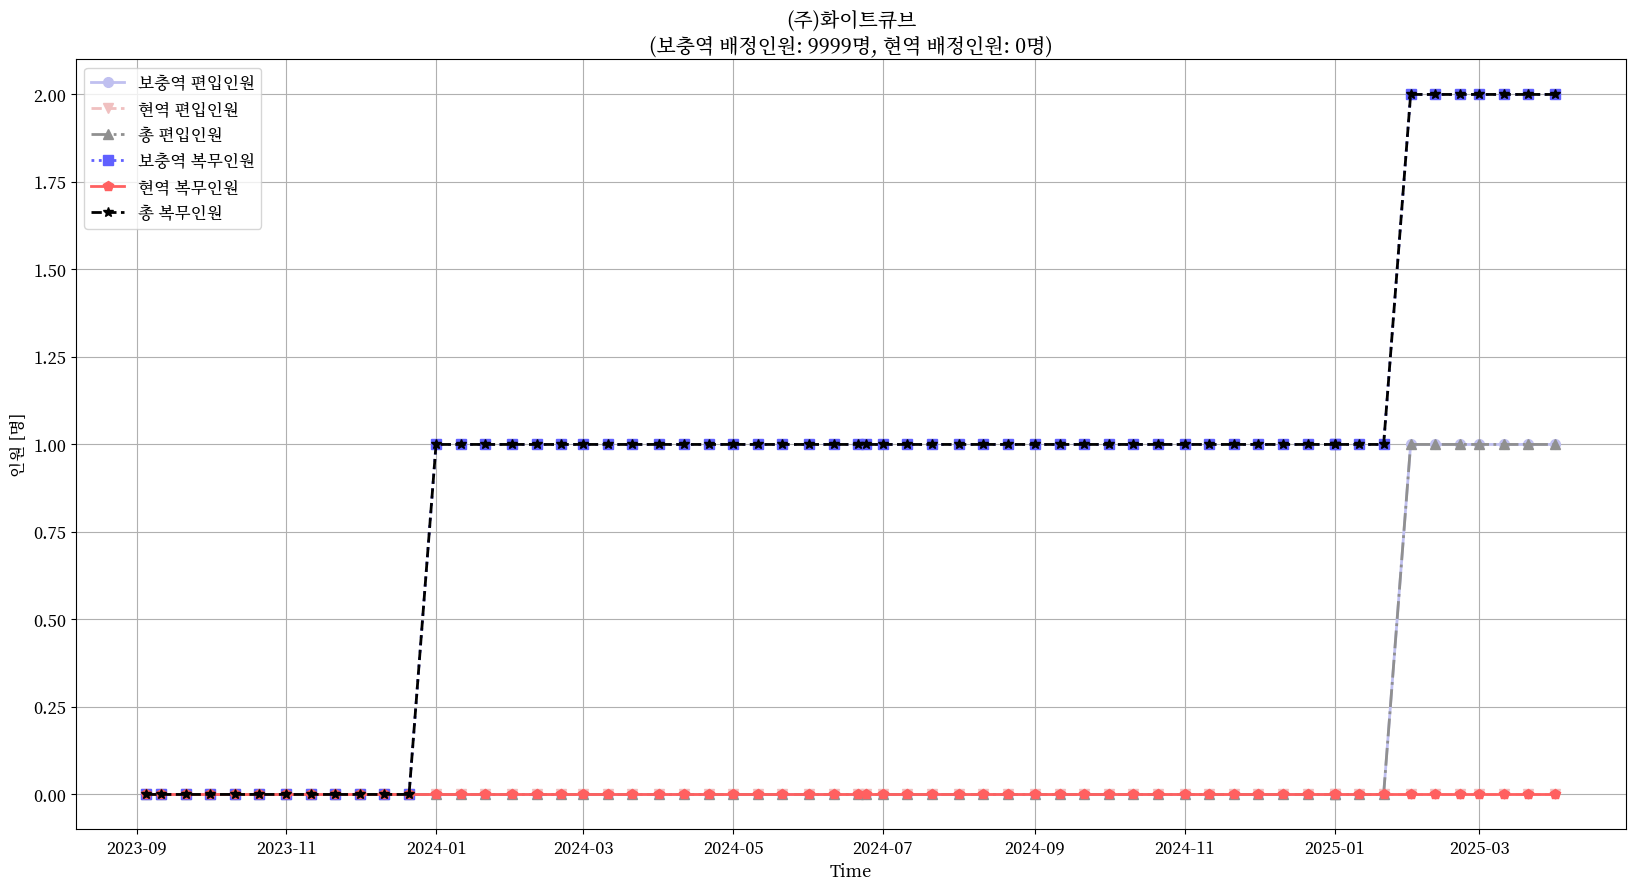 (주)화이트큐브
(보충역 배정인원: 9999명, 현역 배정인원: 0명)
보충역 편입인원
현역 편입인원
총 편입인원
보충역 복무인원
현역 복무인원
총 복무인원
인원 [명]
2.00
1.75
1.50
1.25
1.00
0.75
0.50
0.25
0.00
2023-09 2023-11 2024-01 2024-03 2024-05 2024-07 2024-09 2024-11 2025-01 2025-03
Time